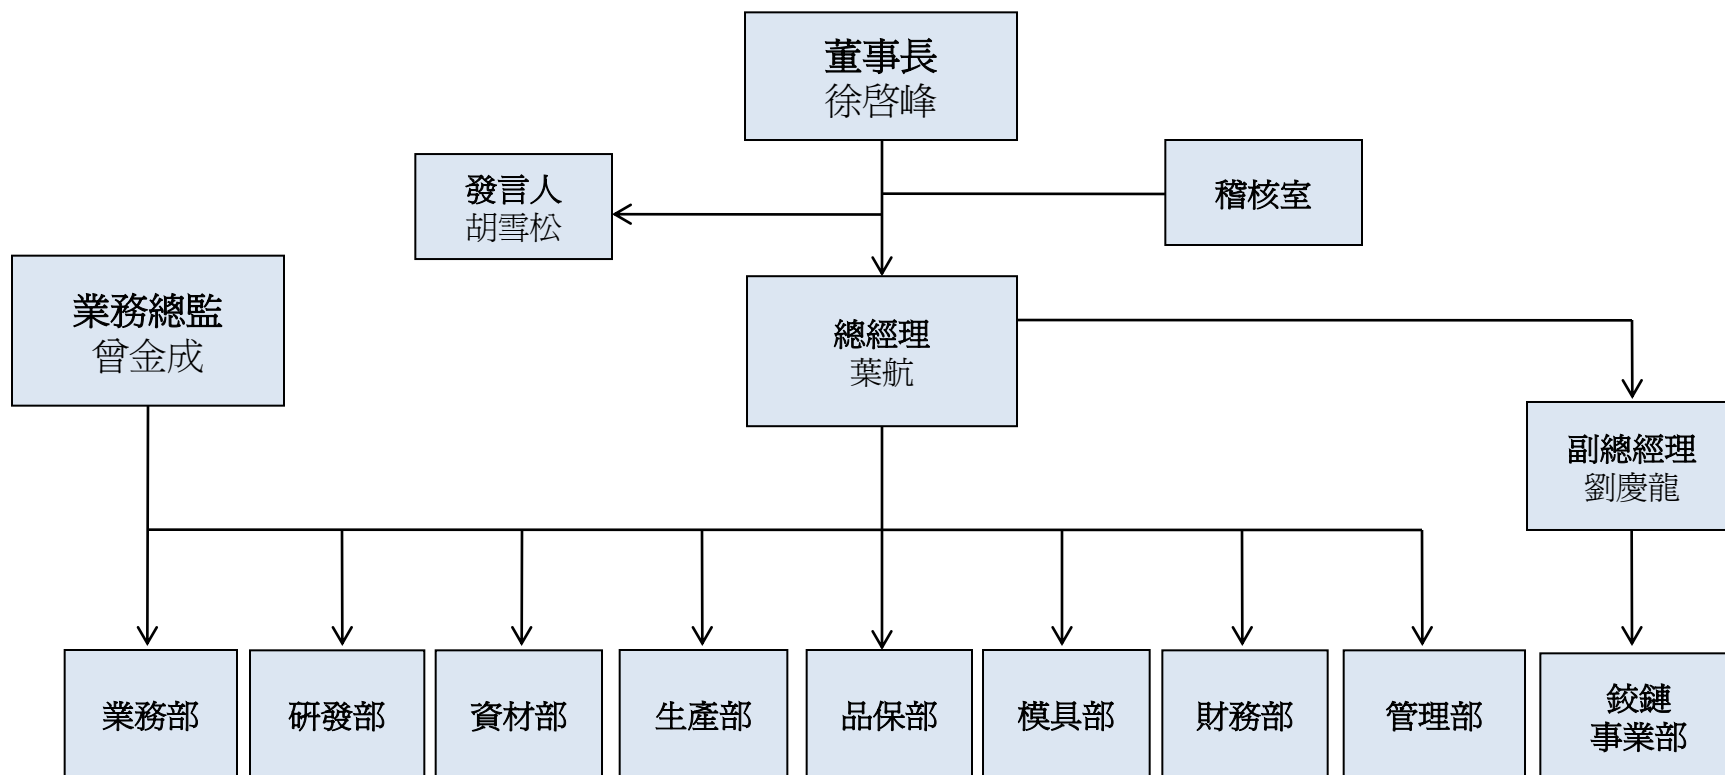 董事長
徐啓峰
發言人
胡雪松
稽核室
業務總監
曾金成
總經理
葉航
副總經理
劉慶龍
業務部
研發部
資材部
生產部
品保部
模具部
財務部
管理部
鉸鏈
事業部